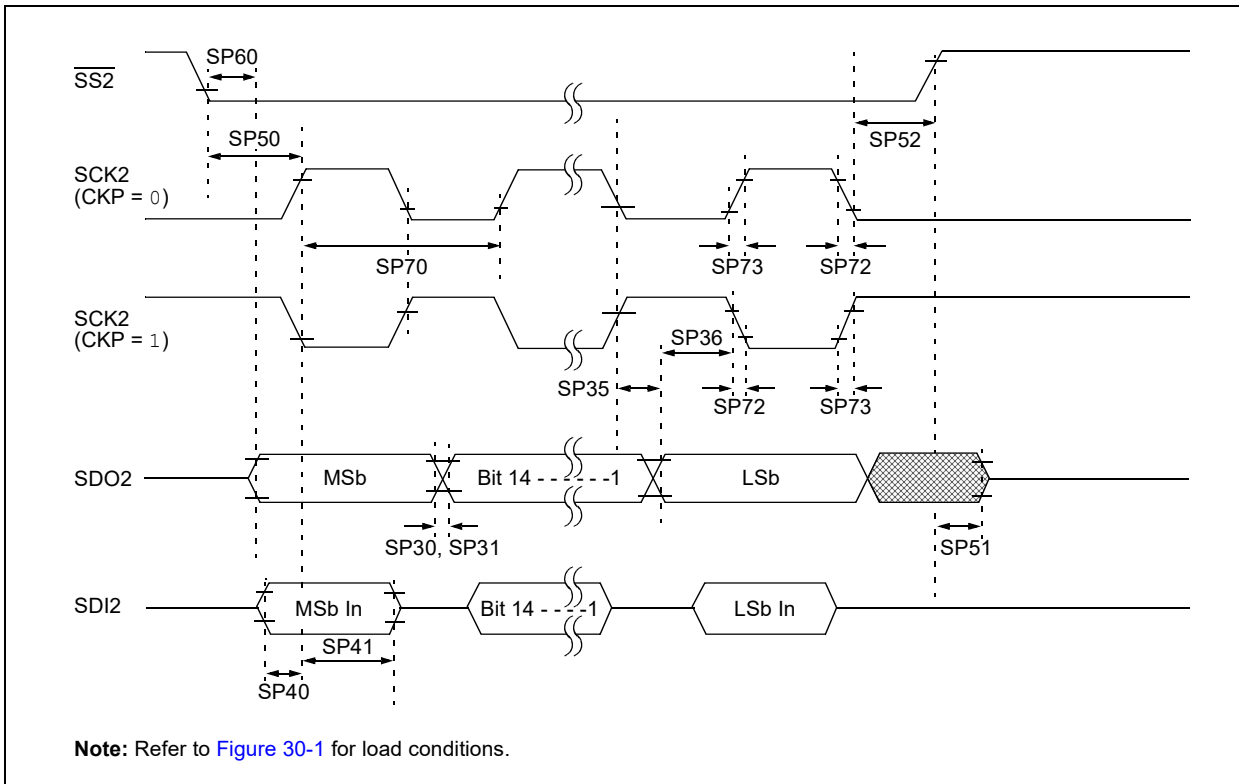 SP60
SS2
SP50
SP52
SCK2
(CKP = 0)
SP70
SP73
SP72
SCK2
(CKP = 1)
SP36
SP35
SP72
SP73
SDO2
MSb
Bit 14 - - - - - -1
LSb
SP30, SP31
SP51
SDI2
MSb In
Bit 14 - - - -1
LSb In
SP41
SP40
Note: Refer to Figure 30-1 for load conditions.